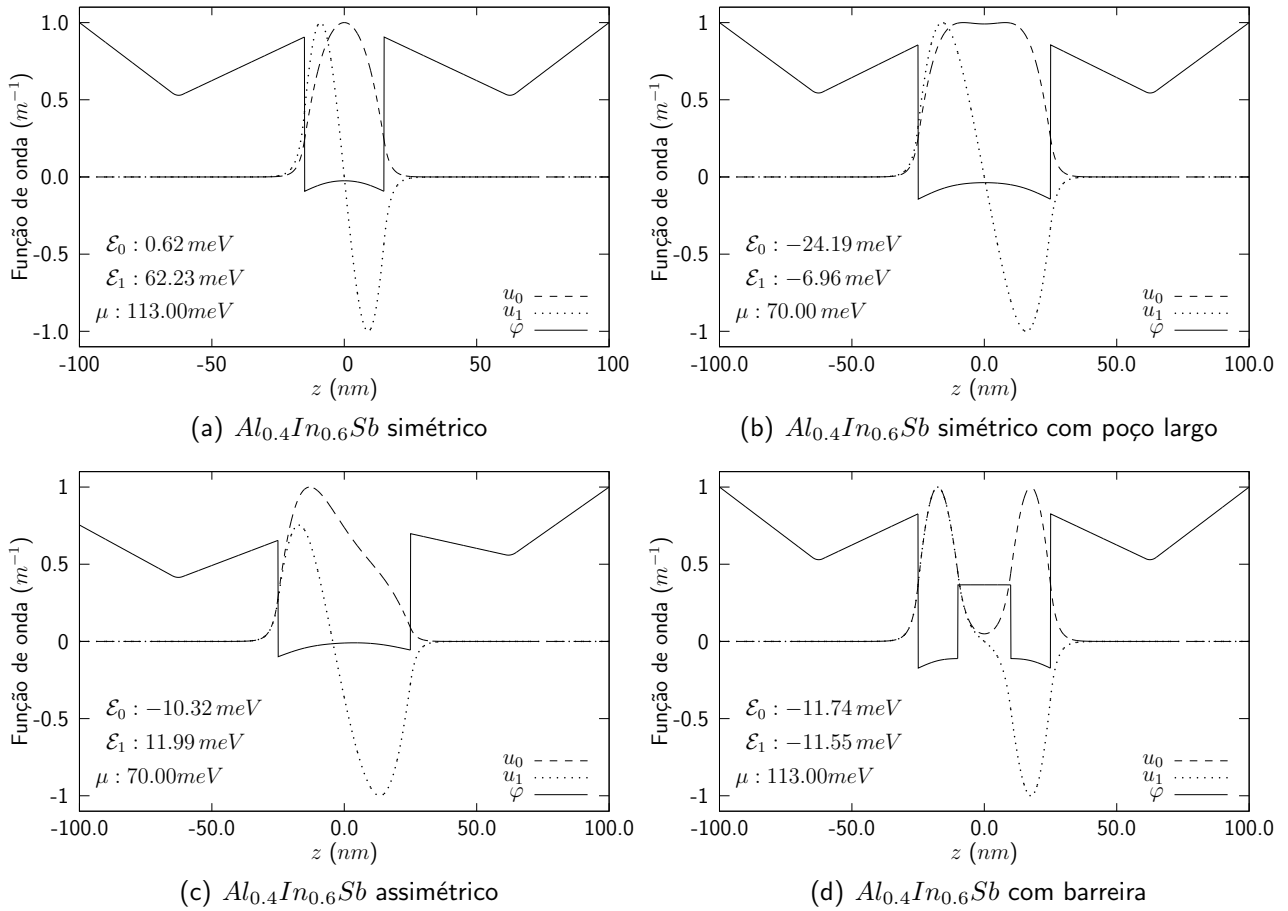 Função de onda (m⁻¹)
1.0
0.5
0.0
-0.5
-1.0
ℰ₀ : 0.62 meV
ℰ₁ : 62.23 meV
μ : 113.00meV
u₀
u₁
φ
-100 -50 0.0 50.0 100.0
z (nm)
(a) Al₀.₄In₀.₆Sb simétrico
Função de onda (m⁻¹)
1
0.5
0
-0.5
-1
ℰ₀ : −24.19 meV
ℰ₁ : −6.96 meV
μ : 70.00 meV
u₀
u₁
φ
-100.0 -50.0 0.0 50.0 100.0
z (nm)
(b) Al₀.₄In₀.₆Sb simétrico com poço largo
Função de onda (m⁻¹)
1
0.5
0
-0.5
-1
ℰ₀ : −10.32 meV
ℰ₁ : 11.99 meV
μ : 70.00meV
u₀
u₁
φ
-100.0 -50.0 0.0 50.0 100.0
z (nm)
(c) Al₀.₄In₀.₆Sb assimétrico
Função de onda (m⁻¹)
1
0.5
0
-0.5
-1
ℰ₀ : −11.74 meV
ℰ₁ : −11.55 meV
μ : 113.00meV
u₀
u₁
φ
-100.0 -50.0 0.0 50.0 100.0
z (nm)
(d) Al₀.₄In₀.₆Sb com barreira